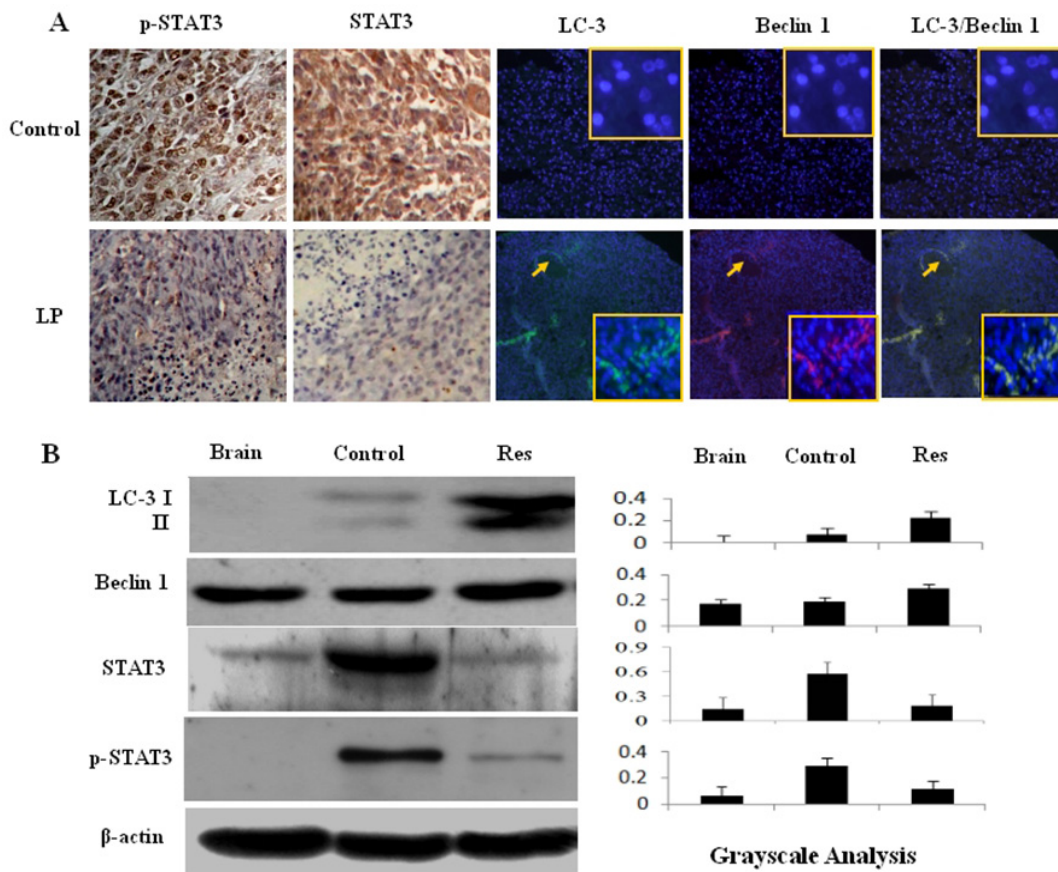 A p-STAT3 STAT3 LC-3 Beclin 1 LC-3/Beclin 1
Control
LP
B Brain Control Res Brain Control Res
LC-3 I
II
0.4
0.2
0
Beclin 1
0.4
0.2
0
STAT3
0.9
0.6
0.3
0
p-STAT3
0.4
0.2
0
β-actin
Grayscale Analysis